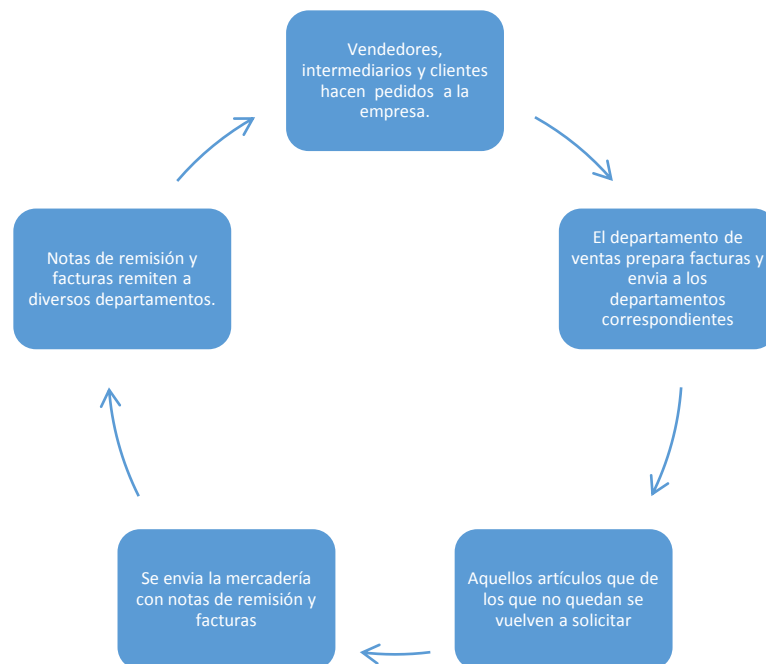 Vendedores,
intermediarios y clientes
hacen pedidos a la
empresa.
El departamento de
ventas prepara facturas y
envia a los
departamentos
correspondientes
Aquellos artículos que de
los que no quedan se
vuelven a solicitar
Se envia la mercadería
con notas de remisión y
facturas
Notas de remisión y
facturas remiten a
diversos departamentos.